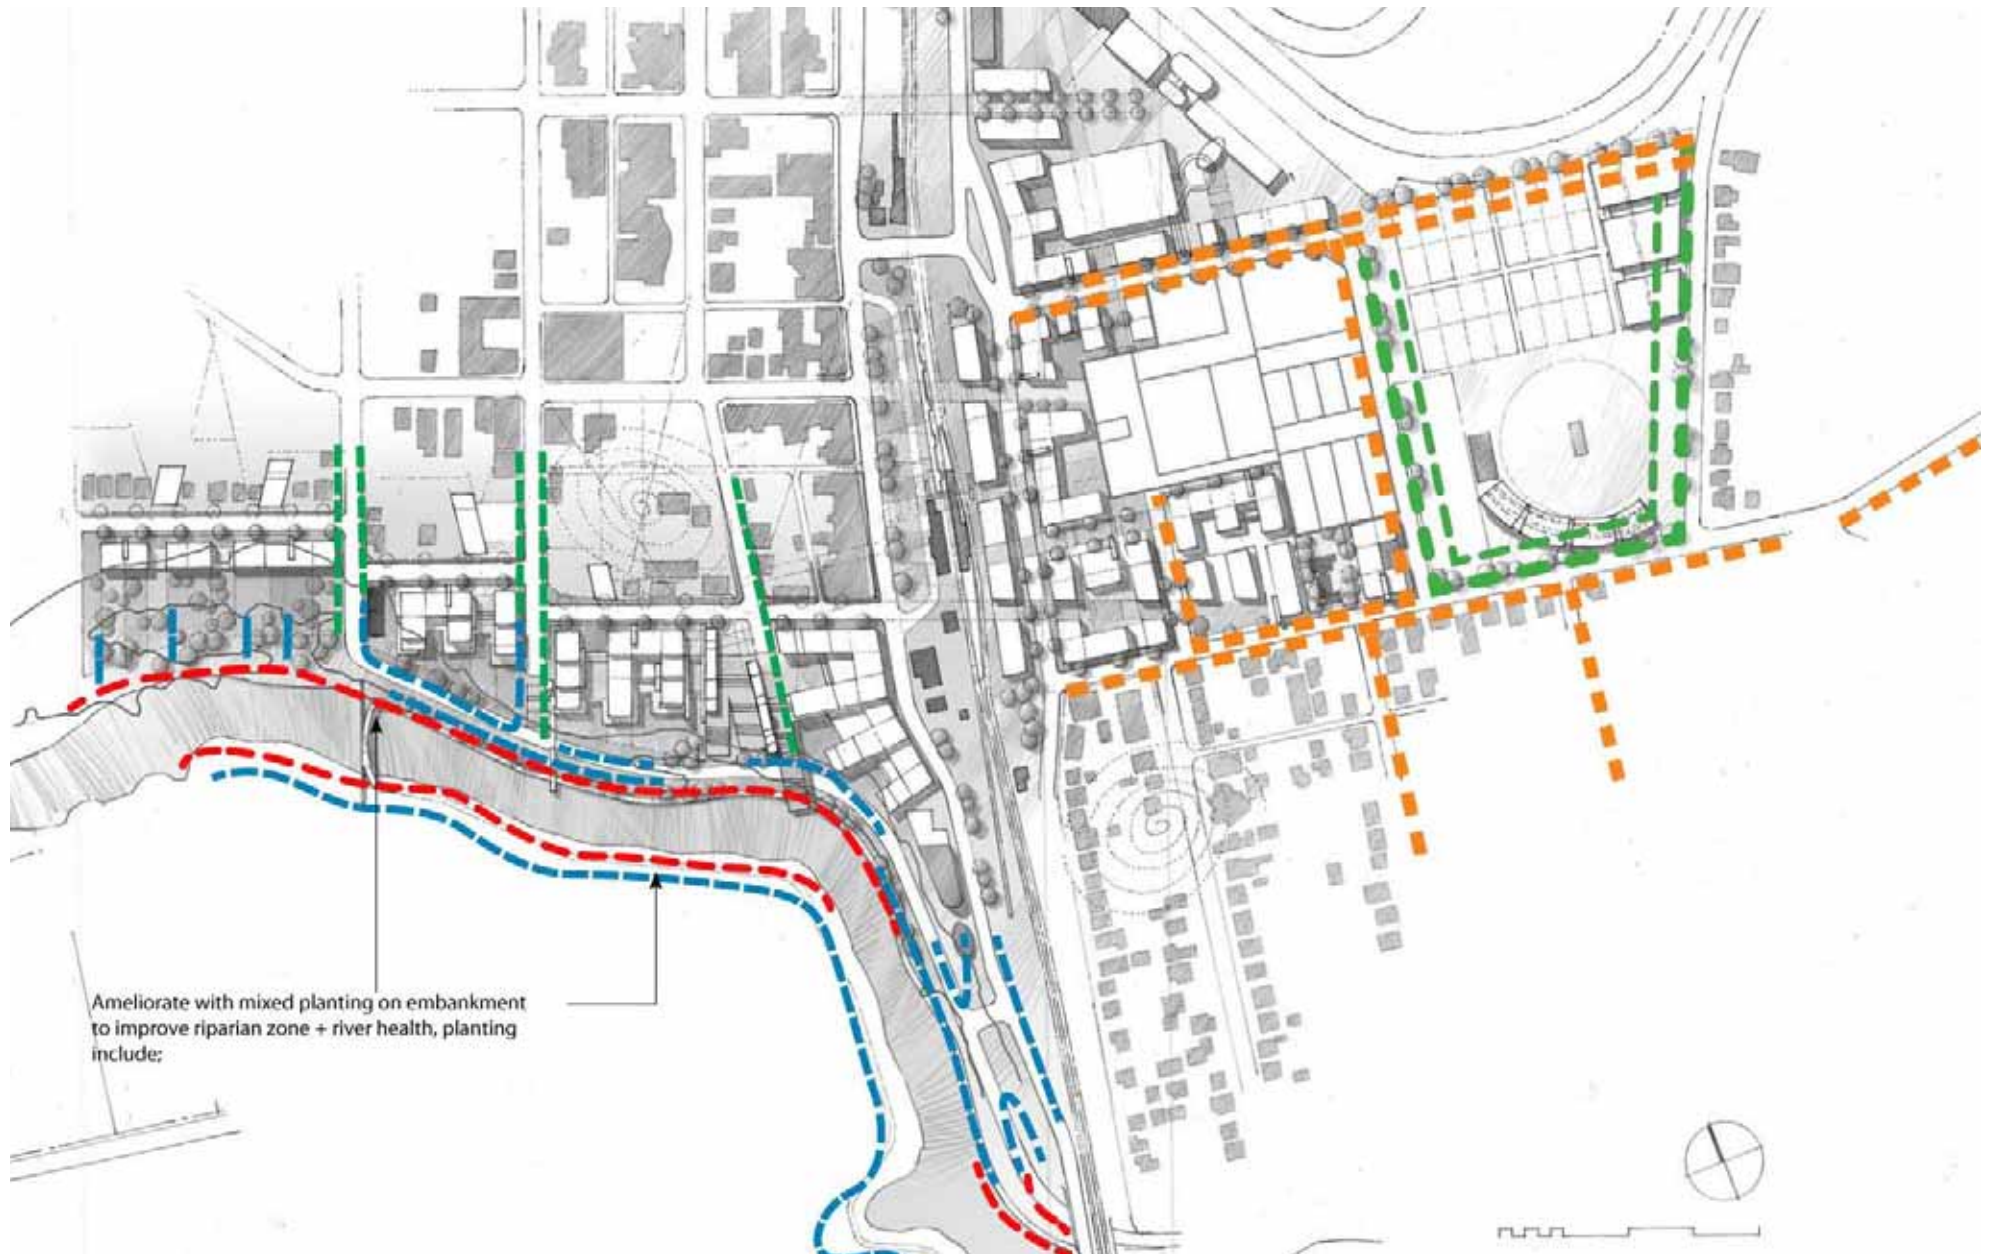 Ameliorate with mixed planting on embankment
to improve riparian zone + river health, planting
include;